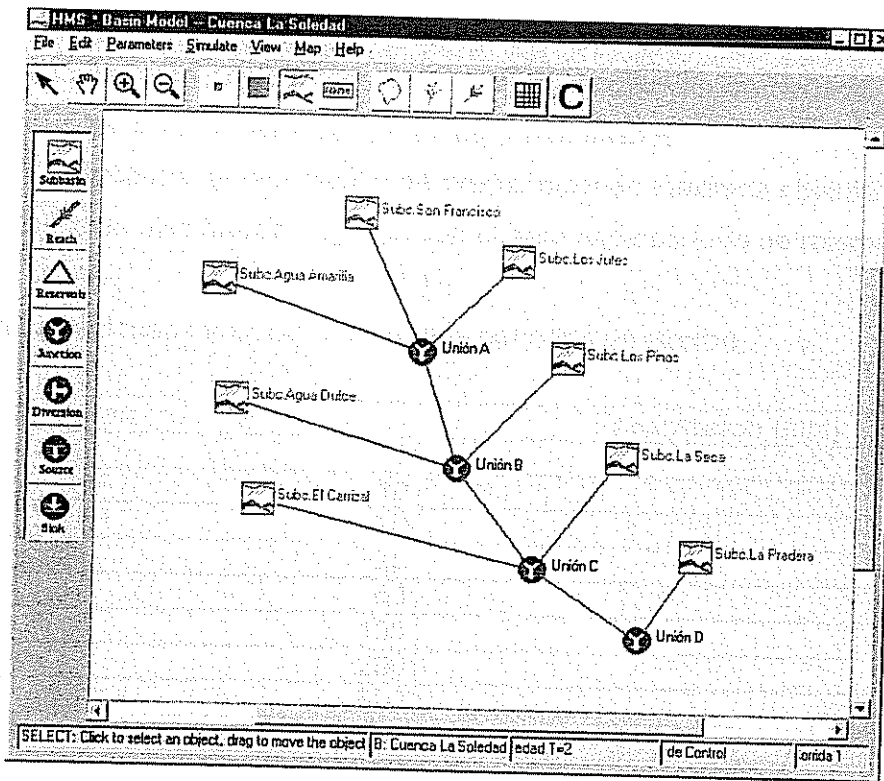 HMS * Basin Model -- Cuenca La Soledad
File Edit Parameters Simulate View Map Help
C
Subbasin
Reach
Reservoir
Junction
Diversion
Source
Sink
Subc.San Francisco
Subc.Agua Amarilla
Subc.Los Jutes
Unión A
Subc.Los Pinos
Subc.Agua Dulce
Unión B
Subc.La Seca
Subc.El Carrizal
Unión C
Subc.La Pradera
Unión D
SELECT: Click to select an object, drag to move the object
B: Cuenca La Soledad
edad T=2
de Control
orrida 1